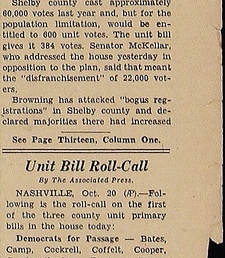 Shelby county cast approximately
60,000 votes last year and, but for the
population limitation, would be en-
titled to 600 unit votes. The unit bill
gives it 384 votes. Senator McKellar,
who addressed the house yesterday in
opposition to the plan, said that meant
the "disfranchisement" of 22,000 vot-
ers.
Browning has attacked "bogus reg-
istrations" in Shelby county and de-
clared majorities there had increased
See Page Thirteen, Column One.
Unit Bill Roll-Call
By The Associated Press.
NASHVILLE, Oct. 20 (AP).—Fol-
lowing is the roll-call on the first
of the three county unit primary
bills in the house today:
Democrats for Passage — Bates,
Camp, Cockrell, Coffelt, Cooper,